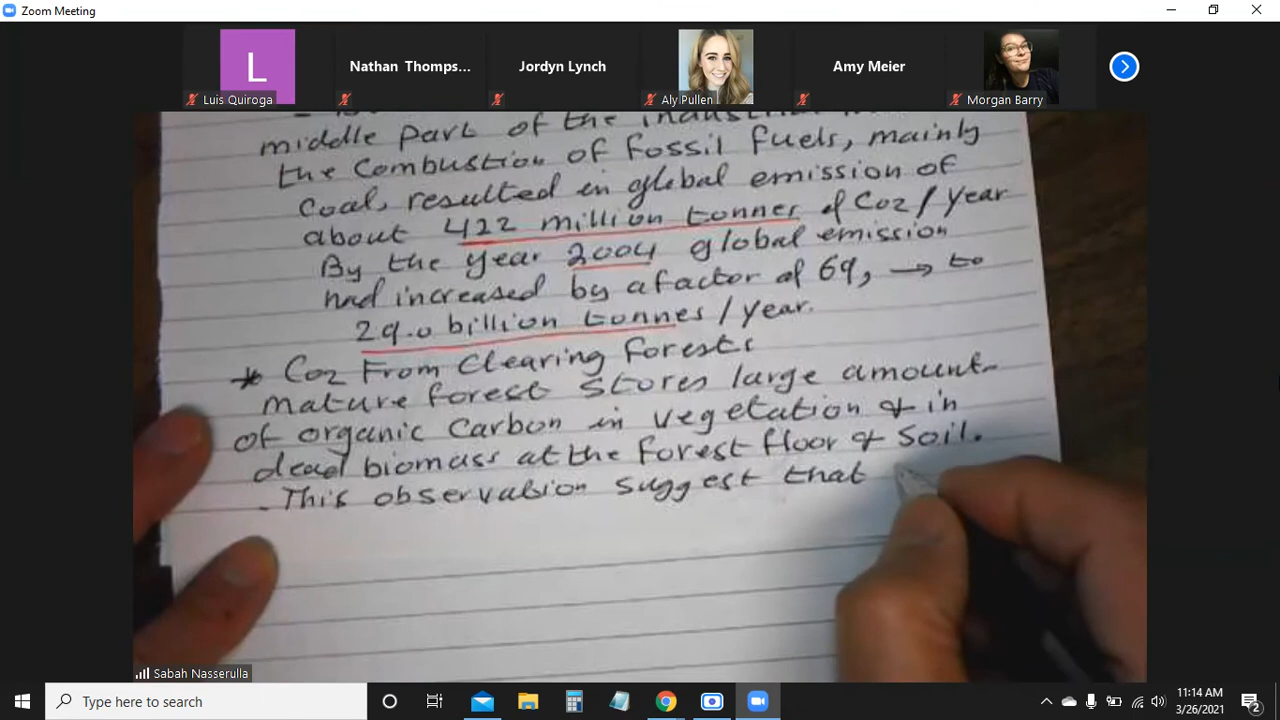 Zoom Meeting
L
Nathan Thomps...
Jordyn Lynch
Amy Meier
Luis Quiroga
Aly Pullen
Morgan Barry
middle part of the
the combustion of fossil fuels, mainly
Coal, resulted in global emission of
about 422 million tonner of Co2 / year
By the year 2004 global emission
had increased by a factor of 69, → to
29.0 billion tonnes / year.
* Co2 From Clearing forests
mature forest stores large amount
of organic Carbon in vegetation & in
dead biomass at the forest floor & soil.
- This observation suggest that
Sabah Nasserulla
Type here to search
11:14 AM
3/26/2021
2